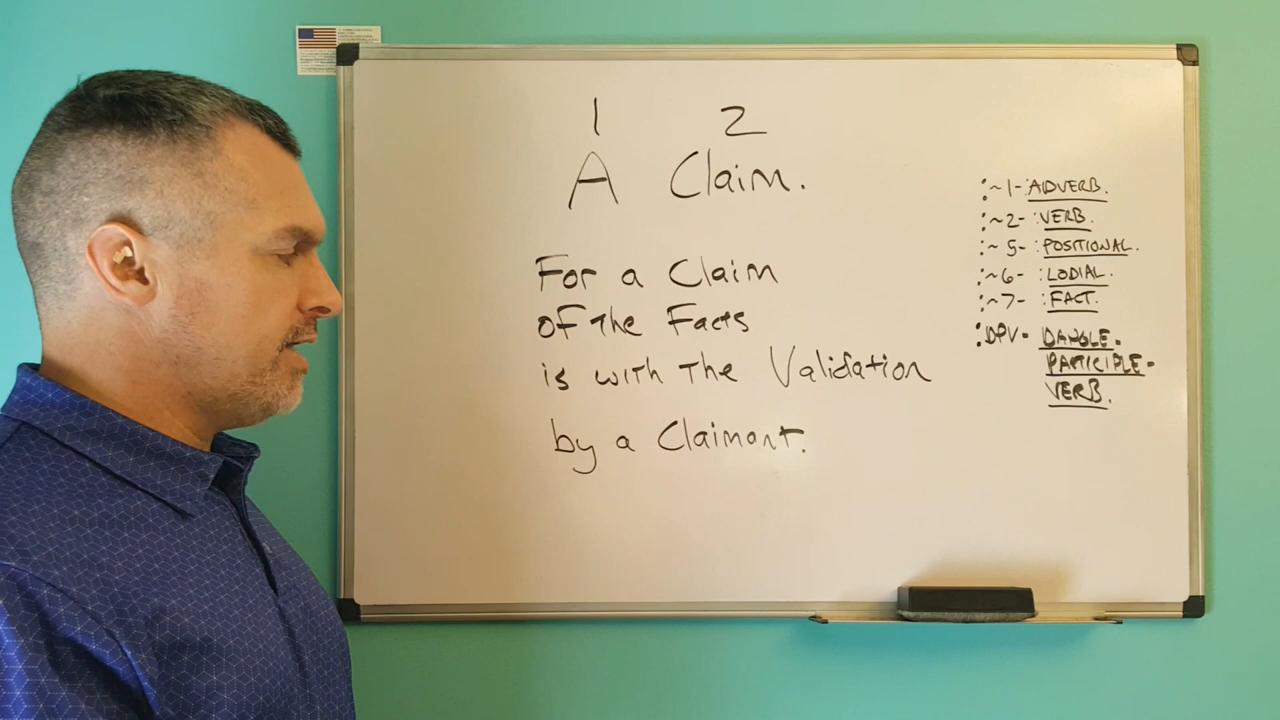 1 2
A Claim.
For a Claim
of the Facts
is with the Validation
by a Claimant.
:~1-:ADVERB.
:~2- :VERB.
:~5- :POSITIONAL.
:~6- :LODIAL.
:~7- :FACT.
:DPV- DANGLE-
PARTICIPLE-
VERB.